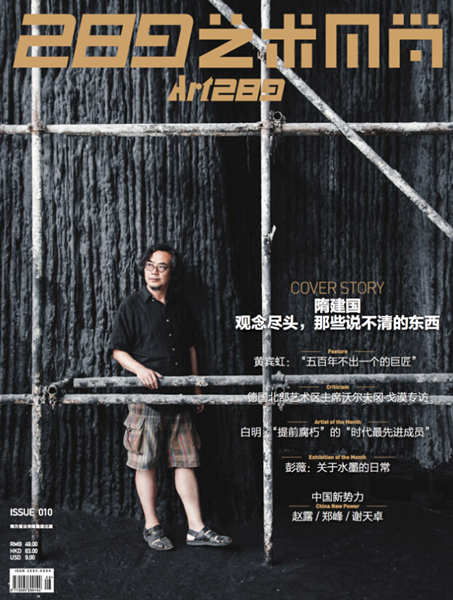 289艺术风尚
Art289
COVER STORY
隋建国
观念尽头，那些说不清的东西
Feature
黄宾虹：“五百年不出一个的巨匠”
Criticism
德国北部艺术区主席沃尔夫冈·戈漠专访
Artist of the Month
白明：“提前腐朽”的“时代最先进成员”
Exhibition of the Month
彭薇：关于水墨的日常
中国新势力
China New Power
赵露 / 郑峰 / 谢天卓
ISSUE 010
RMB 49.00
HKD 63.00
USD 9.00